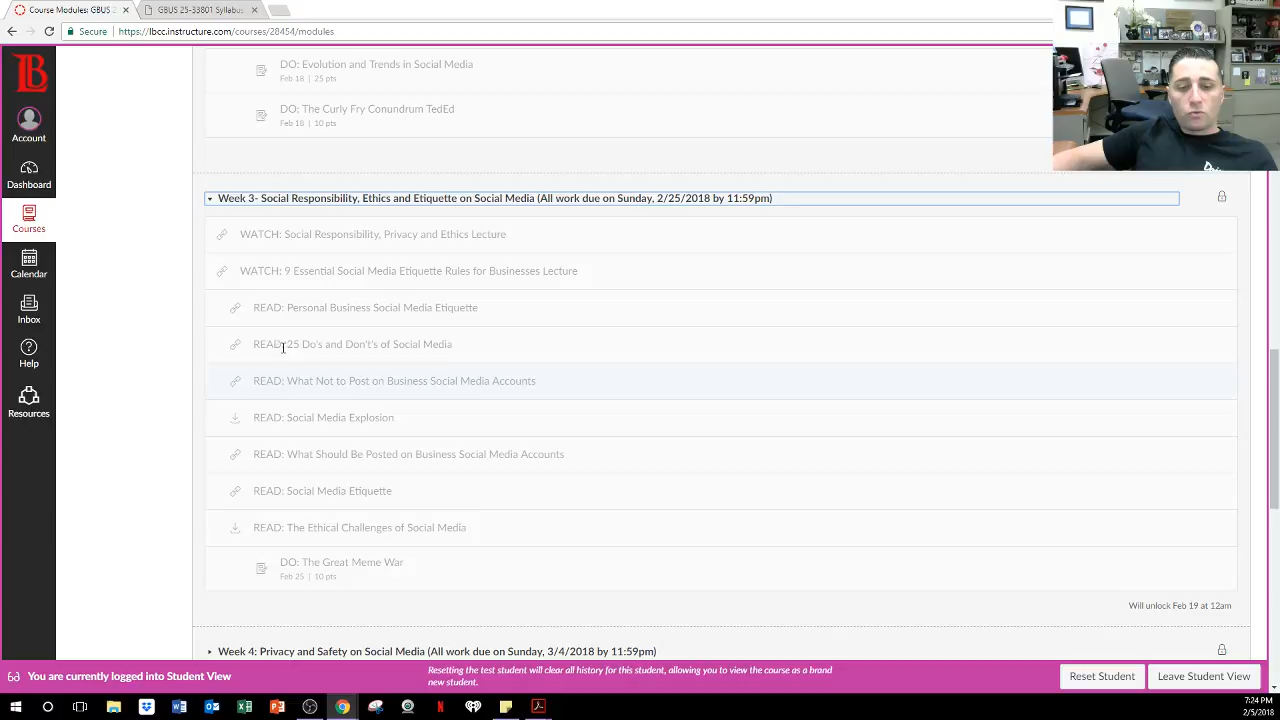 Course Modules: GBUS 2
GBUS 25-33801 Syllabus
Secure
https://lbcc.instructure.com/courses/28454/modules
LB
Account
Dashboard
Courses
Calendar
Inbox
Help
Resources
DO: Evolution and Trends in Social Media
Feb 18 | 25 pts
DO: The Curly Fry Conundrum TedEd
Feb 18 | 10 pts
Week 3- Social Responsibility, Ethics and Etiquette on Social Media (All work due on Sunday, 2/25/2018 by 11:59pm)
WATCH: Social Responsibility, Privacy and Ethics Lecture
WATCH: 9 Essential Social Media Etiquette Rules for Businesses Lecture
READ: Personal Business Social Media Etiquette
READ: 25 Do's and Don't's of Social Media
READ: What Not to Post on Business Social Media Accounts
READ: Social Media Explosion
READ: What Should Be Posted on Business Social Media Accounts
READ: Social Media Etiquette
READ: The Ethical Challenges of Social Media
DO: The Great Meme War
Feb 25 | 10 pts
Will unlock Feb 19 at 12am
Week 4: Privacy and Safety on Social Media (All work due on Sunday, 3/4/2018 by 11:59pm)
You are currently logged into Student View
Resetting the test student will clear all history for this student, allowing you to view the course as a brand
new student.
Reset Student
Leave Student View
7:24 PM
2/5/2018